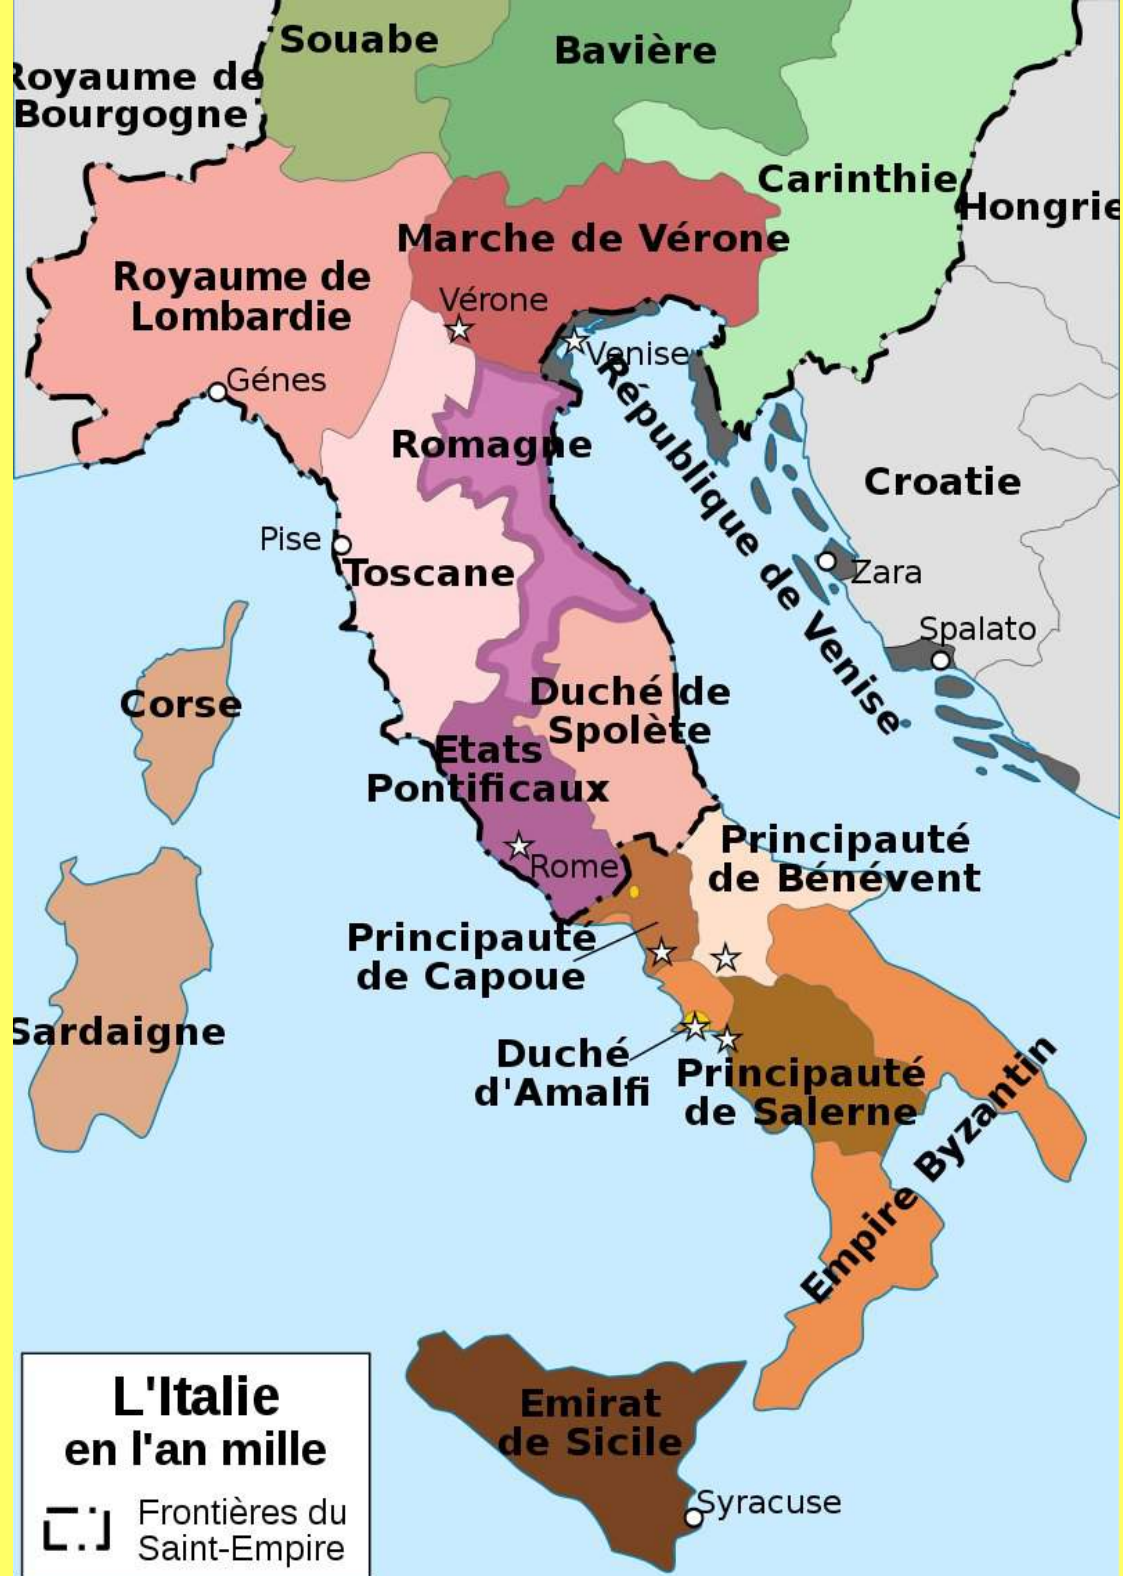 Souabe
Bavière
Royaume de
Bourgogne
Carinthie
Hongrie
Marche de Vérone
Royaume de
Lombardie
Vérone
Venise
Génes
République de Venise
Romagne
Croatie
Pise
Toscane
Zara
Spalato
Corse
Duché de
Spolète
Etats
Pontificaux
Principauté
de Bénévent
Rome
Principauté
de Capoue
Sardaigne
Duché
d'Amalfi
Principauté
de Salerne
Empire Byzantin
Emirat
de Sicile
Syracuse
L'Italie
en l'an mille
Frontières du
Saint-Empire